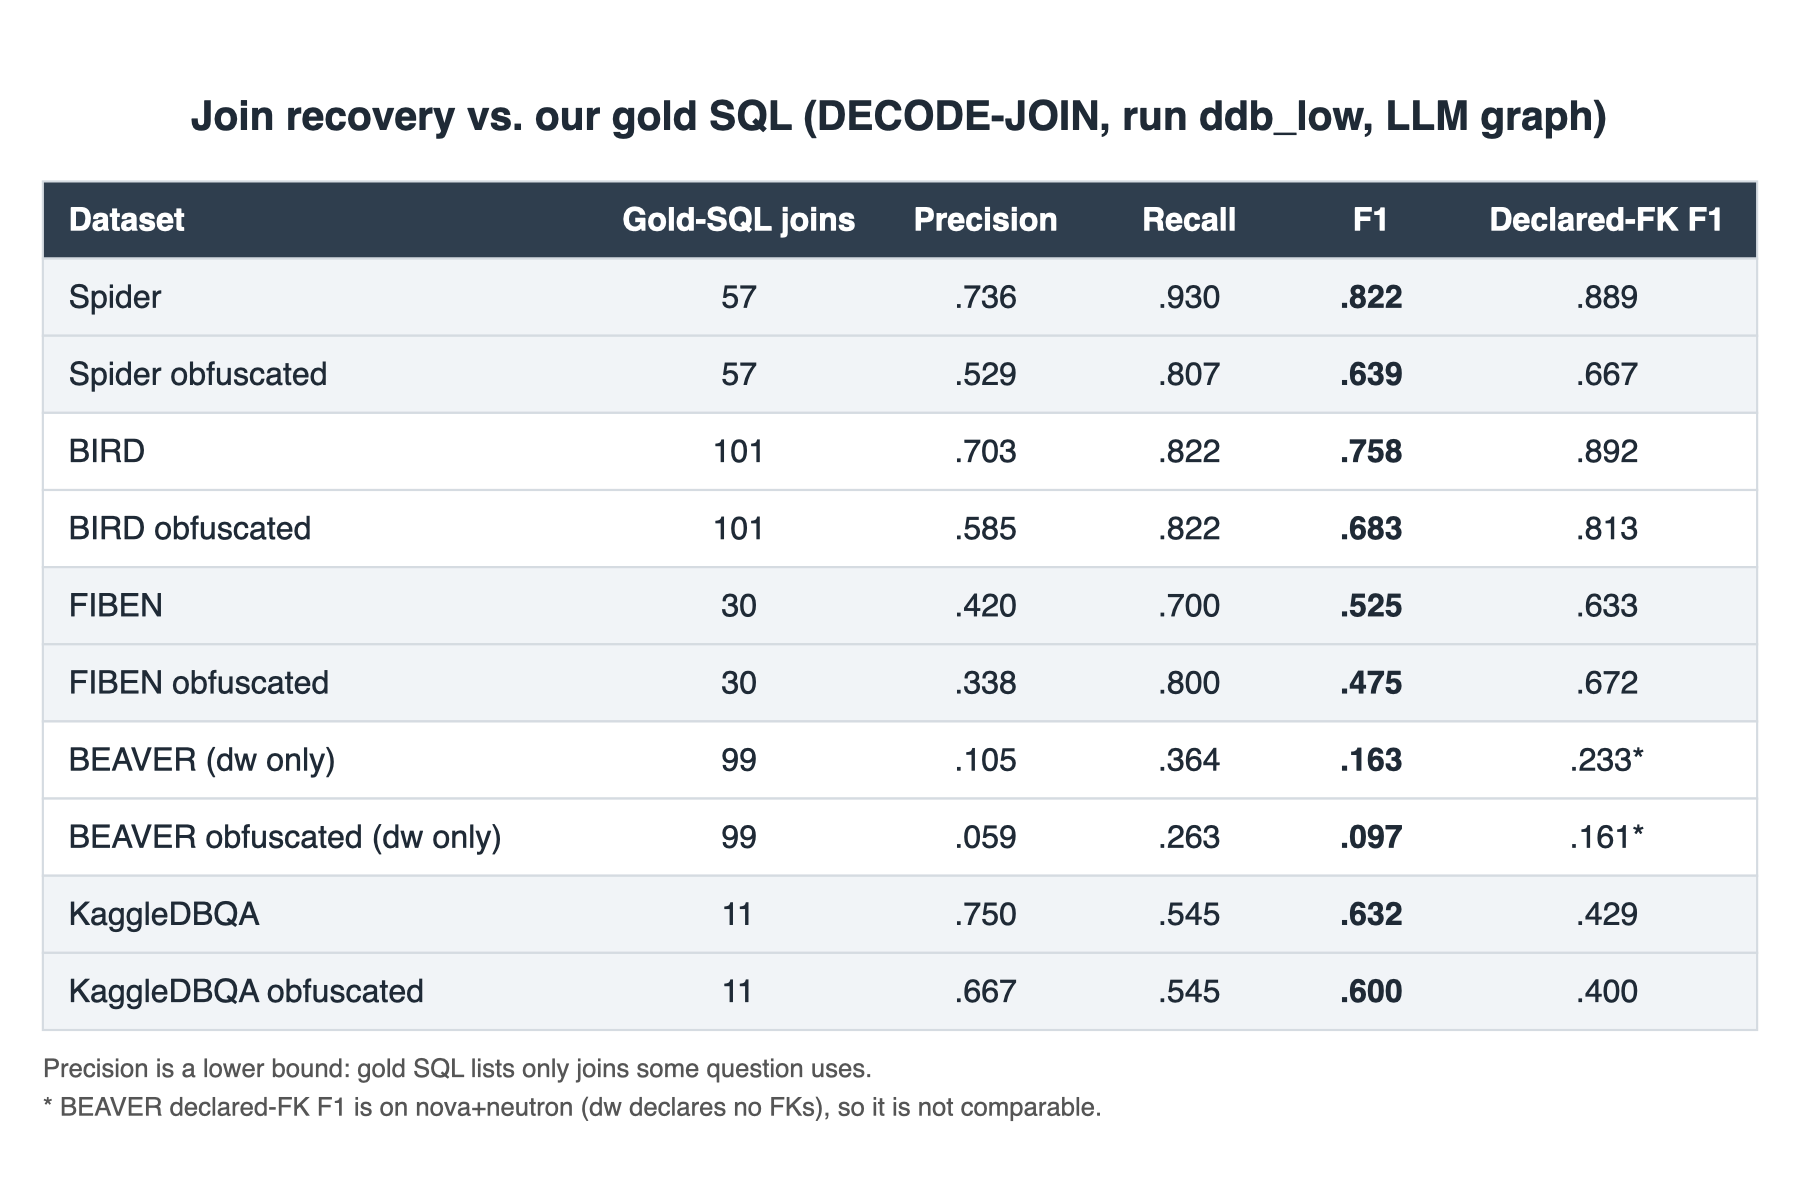 Join recovery vs. our gold SQL (DECODE-JOIN, run ddb_low, LLM graph)
Dataset Gold-SQL joins Precision Recall F1 Declared-FK F1
Spider 57 .736 .930 .822 .889
Spider obfuscated 57 .529 .807 .639 .667
BIRD 101 .703 .822 .758 .892
BIRD obfuscated 101 .585 .822 .683 .813
FIBEN 30 .420 .700 .525 .633
FIBEN obfuscated 30 .338 .800 .475 .672
BEAVER (dw only) 99 .105 .364 .163 .233*
BEAVER obfuscated (dw only) 99 .059 .263 .097 .161*
KaggleDBQA 11 .750 .545 .632 .429
KaggleDBQA obfuscated 11 .667 .545 .600 .400
Precision is a lower bound: gold SQL lists only joins some question uses.
* BEAVER declared-FK F1 is on nova+neutron (dw declares no FKs), so it is not comparable.